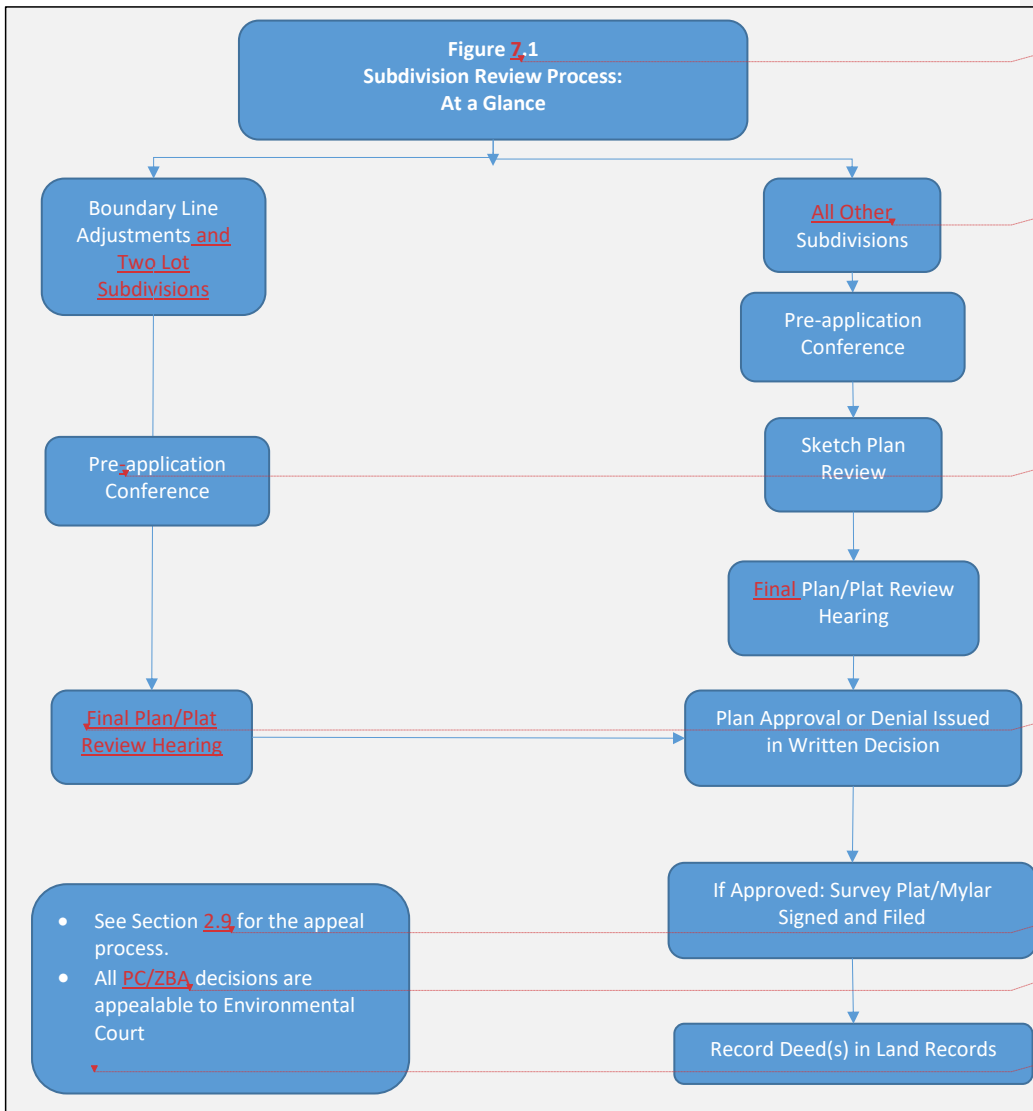 Figure 7.1
Subdivision Review Process:
At a Glance
Boundary Line
Adjustments and
Two Lot
Subdivisions
All Other
Subdivisions
Pre-application
Conference
Pre-application
Conference
Sketch Plan
Review
Final Plan/Plat Review
Hearing
Final Plan/Plat
Review Hearing
Plan Approval or Denial Issued
in Written Decision
If Approved: Survey Plat/Mylar
Signed and Filed
• See Section 2.9 for the appeal
process.
• All PC/ZBA decisions are
appealable to Environmental
Court
Record Deed(s) in Land Records